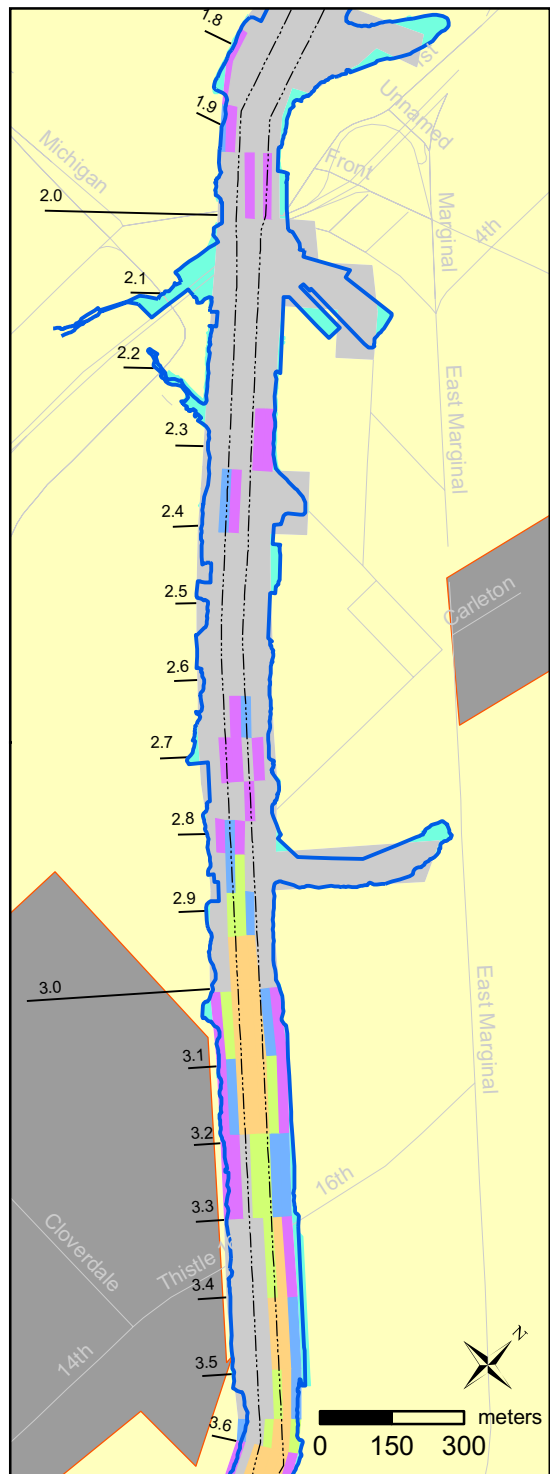 1.8
1st
1.9
Unnamed
Michigan
Front
2.0
Marginal
4th
2.1
2.2
East Marginal
2.3
2.4
2.5
Carleton
2.6
2.7
2.8
2.9
3.0
East Marginal
3.1
3.2
16th
3.3
Cloverdale
Thistle
3.4
14th
3.5
N
3.6
meters
0 150 300